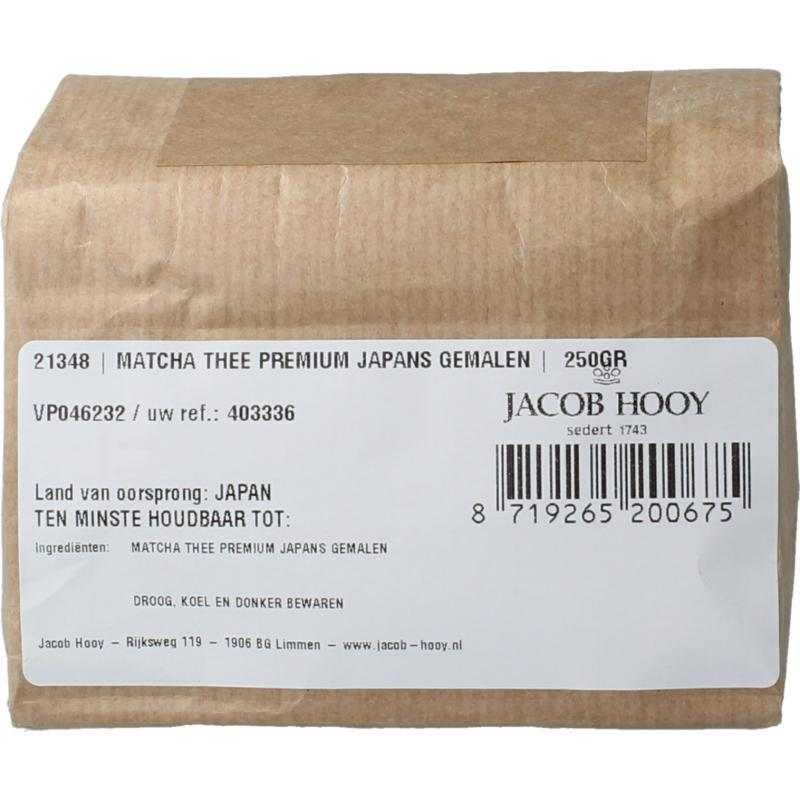 21348 | MATCHA THEE PREMIUM JAPANS GEMALEN | 250GR
JACOB HOOY
sedert 1743
VP046232 / uw ref.: 403336
8 719265 200675
Land van oorsprong: JAPAN
TEN MINSTE HOUDBAAR TOT:
Ingrediënten: MATCHA THEE PREMIUM JAPANS GEMALEN
DROOG, KOEL EN DONKER BEWAREN
Jacob Hooy – Rijksweg 119 – 1906 BG Limmen – www.jacob-hooy.nl